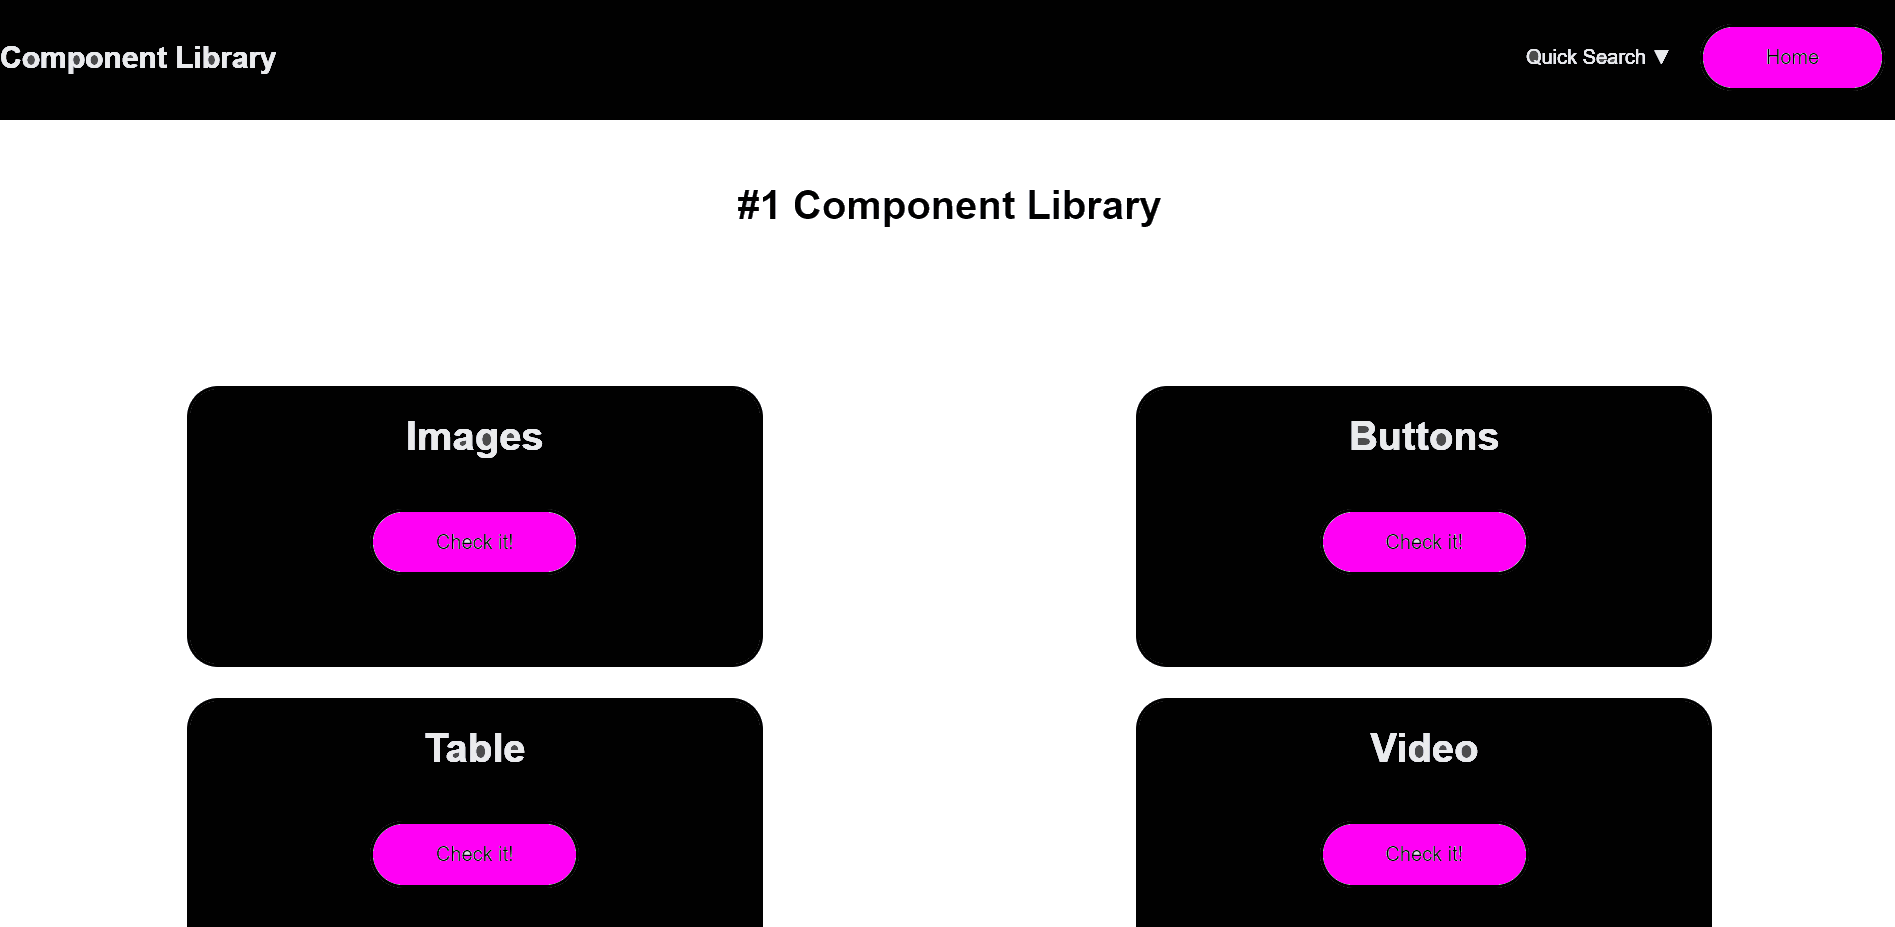 Component Library
Quick Search ▼
Home
#1 Component Library
Images
Buttons
Check it!
Check it!
Table
Video
Check it!
Check it!